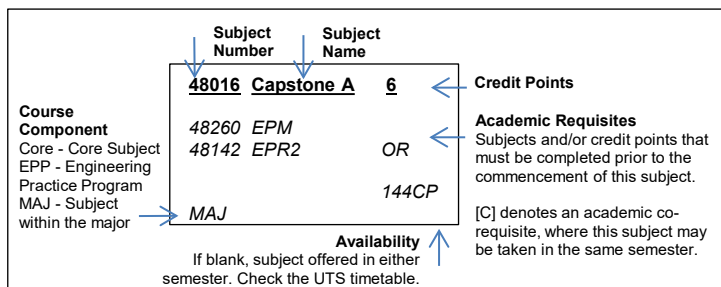 Subject Number
Subject Name
48016 Capstone A 6
Credit Points
48260 EPM
48142 EPR2 OR
144CP
MAJ
Course
Component
Core - Core Subject
EPP - Engineering
Practice Program
MAJ - Subject
within the major
Academic Requisites
Subjects and/or credit points that
must be completed prior to the
commencement of this subject.
[C] denotes an academic co-
requisite, where this subject may
be taken in the same semester.
Availability
If blank, subject offered in either
semester. Check the UTS timetable.